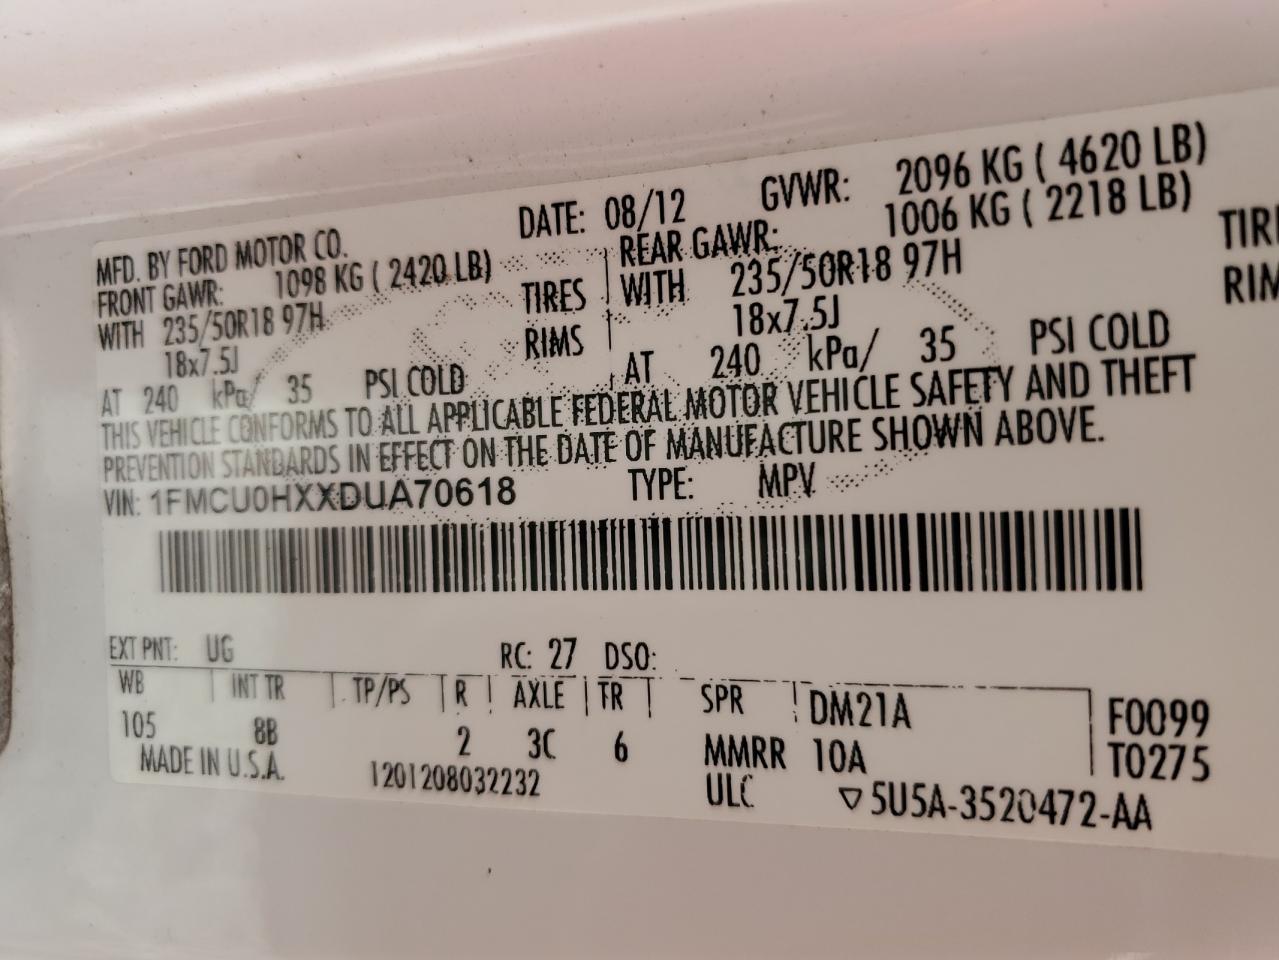 MFD. BY FORD MOTOR CO. DATE: 08/12 GVWR: 2096 KG ( 4620 LB)
FRONT GAWR: 1098 KG ( 2420 LB) REAR GAWR: 1006 KG ( 2218 LB)
WITH 235/50R18 97H TIRES WITH 235/50R18 97H TIRE
18x7.5J RIMS 18x7.5J RIM
AT 240 kPa/ 35 PSI COLD AT 240 kPa/ 35 PSI COLD
THIS VEHICLE CONFORMS TO ALL APPLICABLE FEDERAL MOTOR VEHICLE SAFETY AND THEFT
PREVENTION STANDARDS IN EFFECT ON THE DATE OF MANUFACTURE SHOWN ABOVE.
VIN: 1FMCU0HXXDUA70618 TYPE: MPV
EXT PNT: UG RC: 27 DSO:
WB INT TR TP/PS R AXLE TR SPR DM21A F0099
105 8B 2 3C 6 MMRR 10A T0275
MADE IN U.S.A. 1201208032232 ULC ▽5U5A-3520472-AA